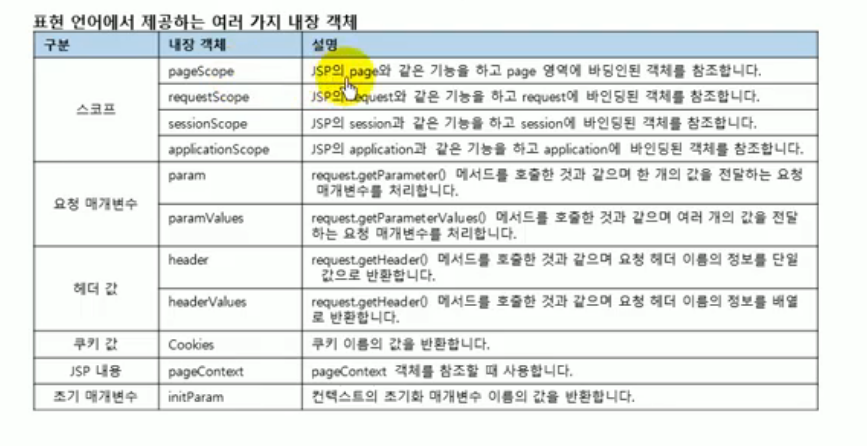 표현 언어에서 제공하는 여러 가지 내장 객체
구분 내장 객체 설명
스코프
pageScope JSP의 page와 같은 기능을 하고 page 영역에 바딩인된 객체를 참조합니다.
requestScope JSP의 request와 같은 기능을 하고 request에 바인딩된 객체를 참조합니다.
sessionScope JSP의 session과 같은 기능을 하고 session에 바인딩된 객체를 참조합니다.
applicationScope JSP의 application과 같은 기능을 하고 application에 바인딩된 객체를 참조합니다.
요청 매개변수
param request.getParameter() 메서드를 호출한 것과 같으며 한 개의 값을 전달하는 요청
매개변수를 처리합니다.
paramValues request.getParameterValues() 메서드를 호출한 것과 같으며 여러 개의 값을 전달
하는 요청 매개변수를 처리합니다.
헤더 값
header request.getHeader() 메서드를 호출한 것과 같으며 요청 헤더 이름의 정보를 단일
값으로 반환합니다.
headerValues request.getHeader() 메서드를 호출한 것과 같으며 요청 헤더 이름의 정보를 배열
로 반환합니다.
쿠키 값 Cookies 쿠키 이름의 값을 반환합니다.
JSP 내용 pageContext pageContext 객체를 참조할 때 사용합니다.
초기 매개변수 initParam 컨텍스트의 초기화 매개변수 이름의 값을 반환합니다.